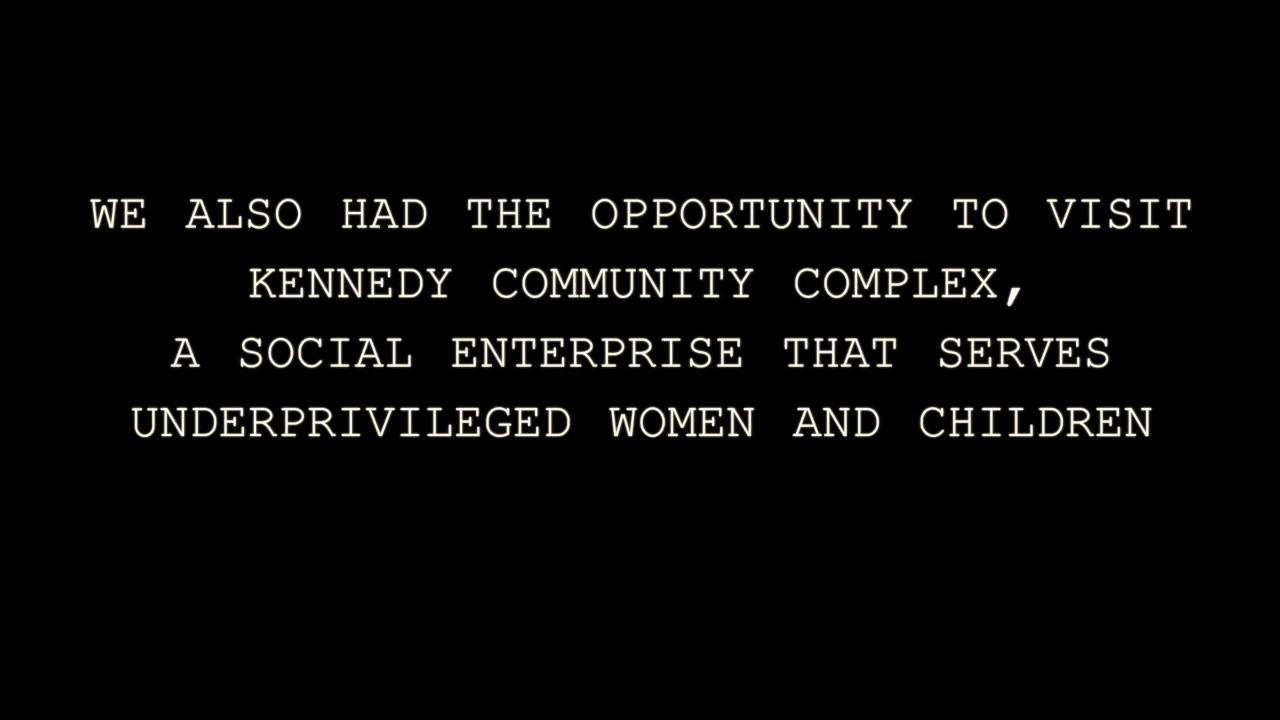 WE ALSO HAD THE OPPORTUNITY TO VISIT
KENNEDY COMMUNITY COMPLEX,
A SOCIAL ENTERPRISE THAT SERVES
UNDERPRIVILEGED WOMEN AND CHILDREN